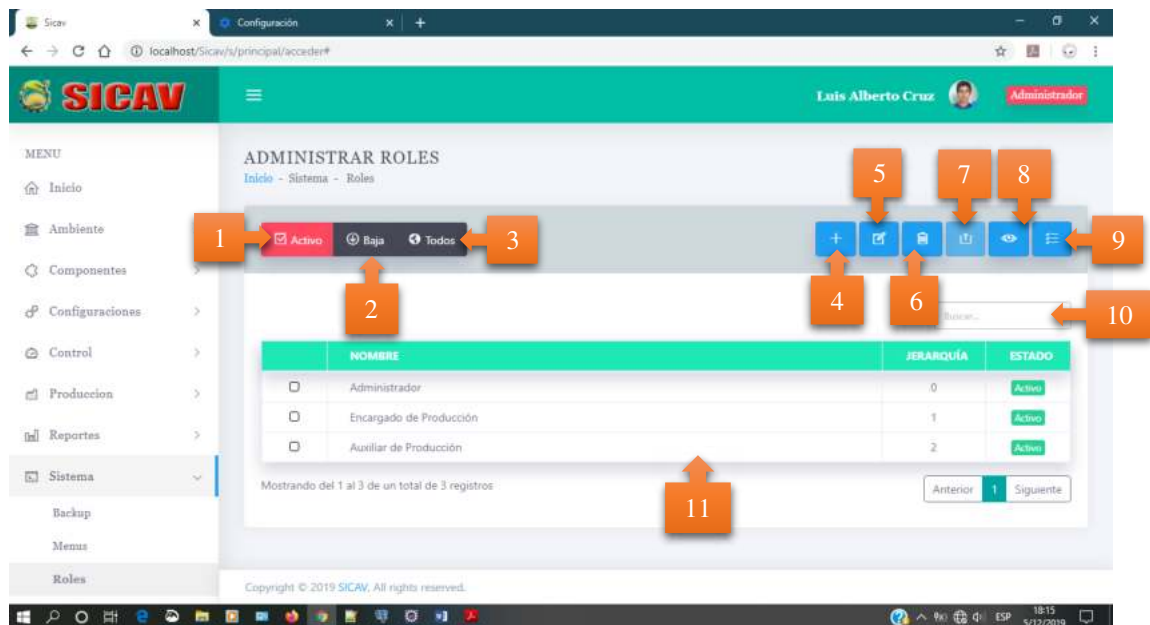 Sicav
Configuración
localhost/Sicav/s/principal/acceder#
SICAV
Luis Alberto Cruz
Administrador
MENU
Inicio
Ambiente
Componentes
Configuraciones
Control
Produccion
Reportes
Sistema
Backup
Menus
Roles
ADMINISTRAR ROLES
Inicio - Sistema - Roles
5
7
8
1
Activo
Baja
Todos
3
9
2
4
6
10
Buscar...
NOMBRE
JERARQUÍA
ESTADO
Administrador
0
Activo
Encargado de Producción
1
Activo
Auxiliar de Producción
2
Activo
Mostrando del 1 al 3 de un total de 3 registros
Anterior
1
Siguiente
11
Copyright © 2019 SICAV, All rights reserved.
ESP
18:15
5/12/2019